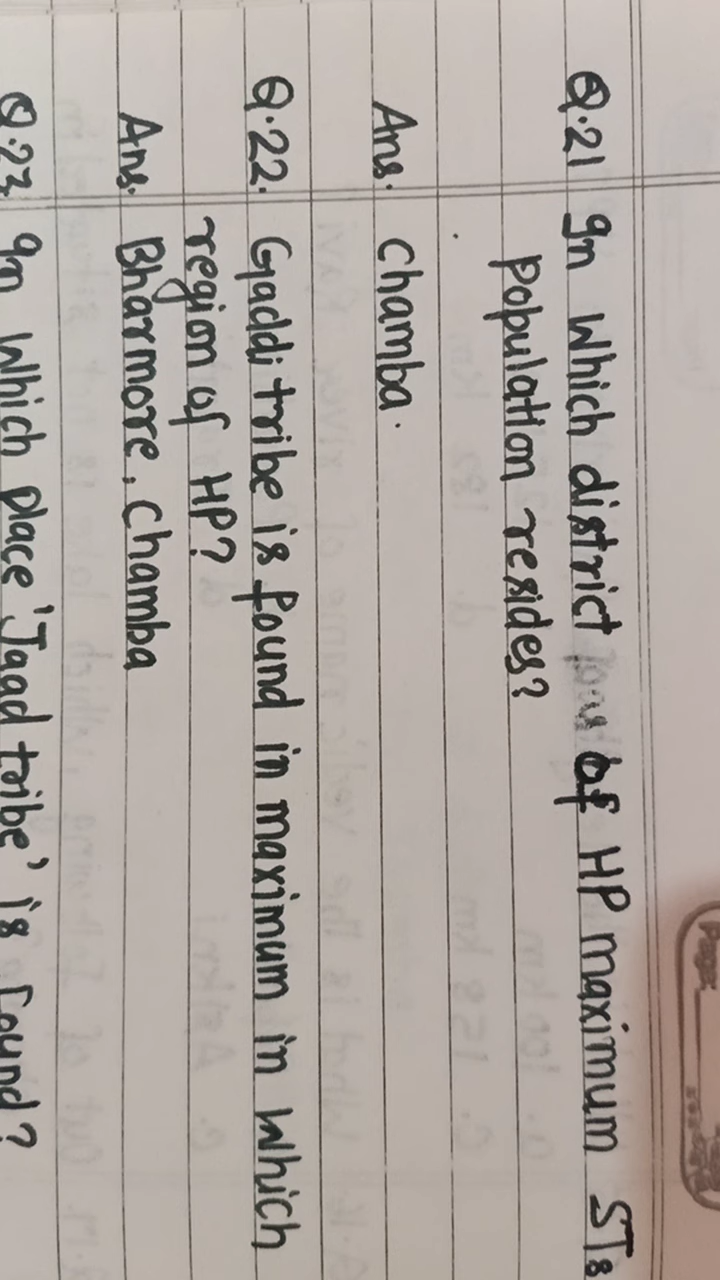 Page:
Q.21 In Which district of HP maximum STs
population resides?
Ans. Chamba.
Q.22. Gaddi tribe is found in maximum in which
region of HP?
Ans. Bharmore, Chamba
Q.23. In Which place 'Jaad tribe' is found?